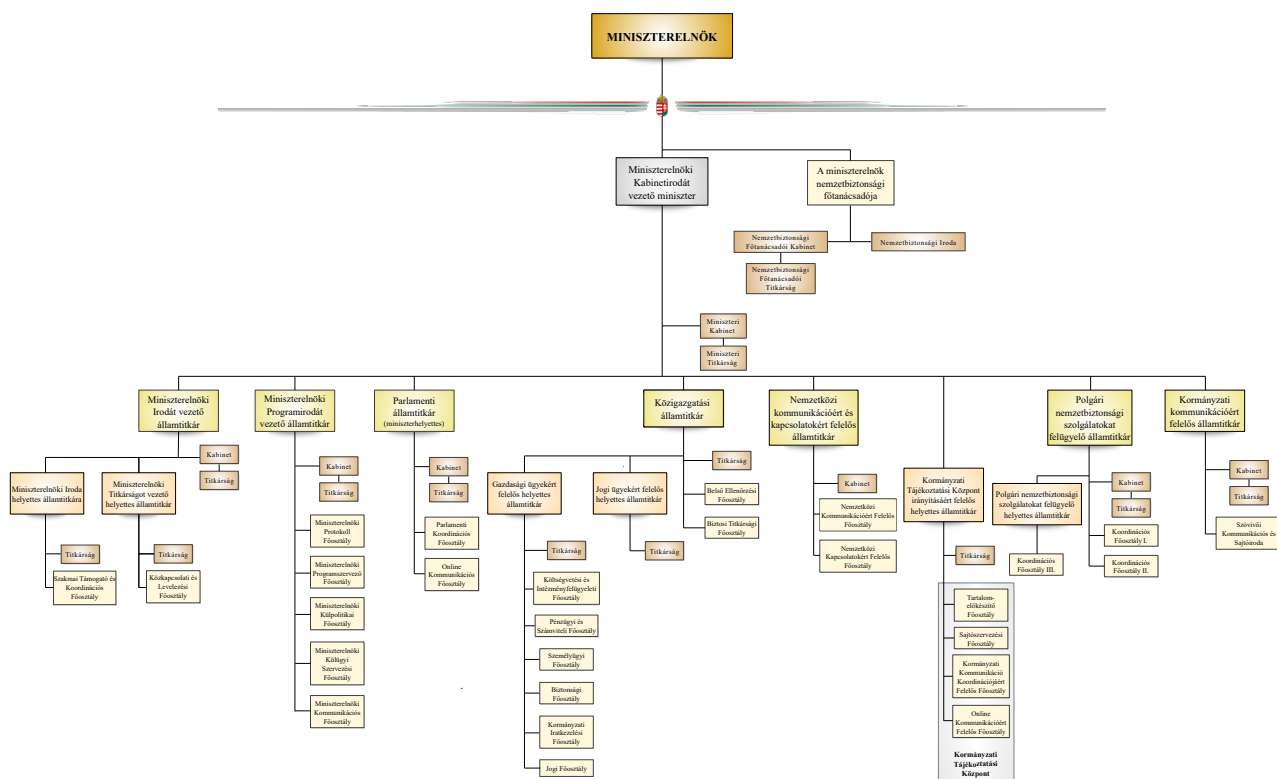 MINISZTERELNÖK
Miniszterelnöki
Kabinetirodát
vezető miniszter
A miniszterelnök
nemzetbiztonsági
főtanácsadója
Nemzetbiztonsági
Főtanácsadói Kabinet
Nemzetbiztonsági Iroda
Nemzetbiztonsági
Főtanácsadói
Titkárság
Miniszteri
Kabinet
Miniszteri
Titkárság
Miniszterelnöki
Irodát vezető
államtitkár
Kabinet
Titkárság
Miniszterelnöki Iroda
helyettes államtitkára
Titkárság
Szakmai Támogató és
Koordinációs
Főosztály
Miniszterelnöki
Titkárságot vezető
helyettes államtitkár
Titkárság
Közkapcsolati és
Levelezési
Főosztály
Miniszterelnöki
Programirodát
vezető államtitkár
Kabinet
Titkárság
Miniszterelnöki
Protokoll
Főosztály
Miniszterelnöki
Programszervező
Főosztály
Miniszterelnöki
Külpolitikai
Főosztály
Miniszterelnöki
Külügyi
Szervezési
Főosztály
Miniszterelnöki
Kommunikációs
Főosztály
Parlamenti
államtitkár
(miniszterhelyettes)
Kabinet
Titkárság
Parlamenti
Koordinációs
Főosztály
Online
Kommunikációs
Főosztály
Közigazgatási
államtitkár
Titkárság
Belső Ellenőrzési
Főosztály
Biztosi Titkársági
Főosztály
Gazdasági ügyekért
felelős helyettes
államtitkár
Titkárság
Költségvetési és
Intézményfelügyeleti
Főosztály
Pénzügyi és
Számviteli Főosztály
Személyügyi
Főosztály
Biztonsági
Főosztály
Kormányzati
Iratkezelési
Főosztály
Jogi Főosztály
Jogi ügyekért felelős
helyettes államtitkár
Titkárság
Nemzetközi
kommunikációért és
kapcsolatokért felelős
államtitkár
Kabinet
Nemzetközi
Kommunikációért Felelős
Főosztály
Nemzetközi
Kapcsolatokért Felelős
Főosztály
Kormányzati
Tájékoztatási Központ
irányításáért felelős
helyettes államtitkár
Titkárság
Tartalom-
előkészítő
Főosztály
Sajtószervezési
Főosztály
Kormányzati
Kommunikáció
Koordinációjáért
Felelős Főosztály
Online
Kommunikációért
Felelős Főosztály
Kormányzati
Tájékoztatási
Központ
Polgári
nemzetbiztonsági
szolgálatokat
felügyelő államtitkár
Kabinet
Titkárság
Koordinációs
Főosztály I.
Koordinációs
Főosztály II.
Polgári nemzetbiztonsági
szolgálatokat felügyelő
helyettes államtitkár
Koordinációs
Főosztály III.
Kormányzati
kommunikációért
felelős államtitkár
Kabinet
Titkárság
Szóvivői
Kommunikációs és
Sajtóiroda